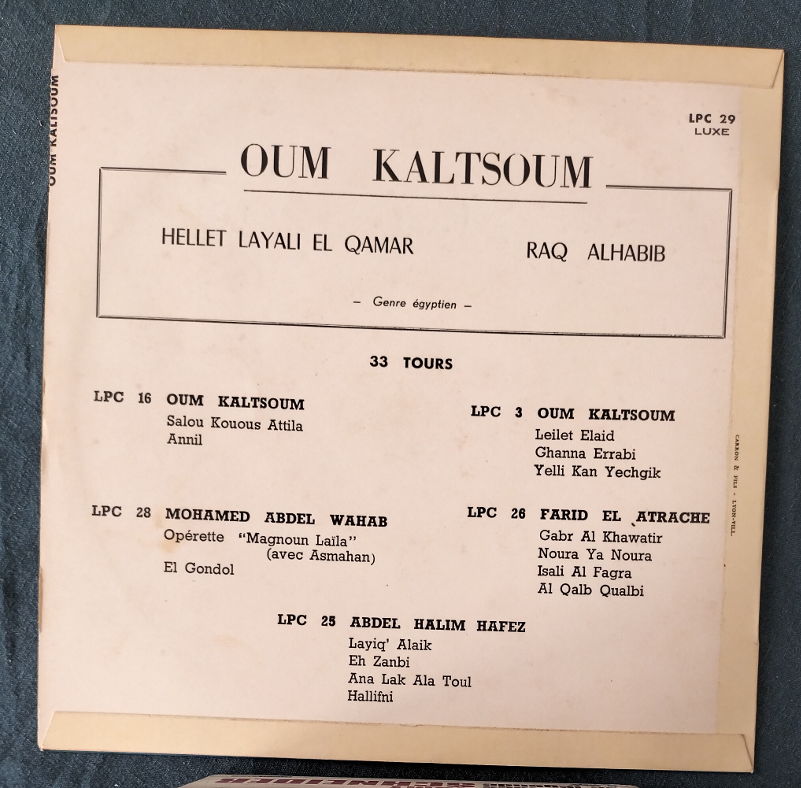 OUM KALTSOUM
LPC 29
LUXE
OUM KALTSOUM
HELLET LAYALI EL QAMAR
RAQ ALHABIB
– Genre égyptien –
33 TOURS
LPC 16 OUM KALTSOUM
Salou Kouous Attila
Annil
LPC 3 OUM KALTSOUM
Leilet Elaid
Ghanna Errabi
Yelli Kan Yechgik
LPC 28 MOHAMED ABDEL WAHAB
Opérette “Magnoun Laïla”
(avec Asmahan)
El Gondol
LPC 26 FARID EL ATRACHE
Gabr Al Khawatir
Noura Ya Noura
Isali Al Fagra
Al Qalb Qualbi
LPC 25 ABDEL HALIM HAFEZ
Layiq' Alaik
Eh Zanbi
Ana Lak Ala Toul
Hallifni
& FILS - LYON-VILL.
SCHNEIDER